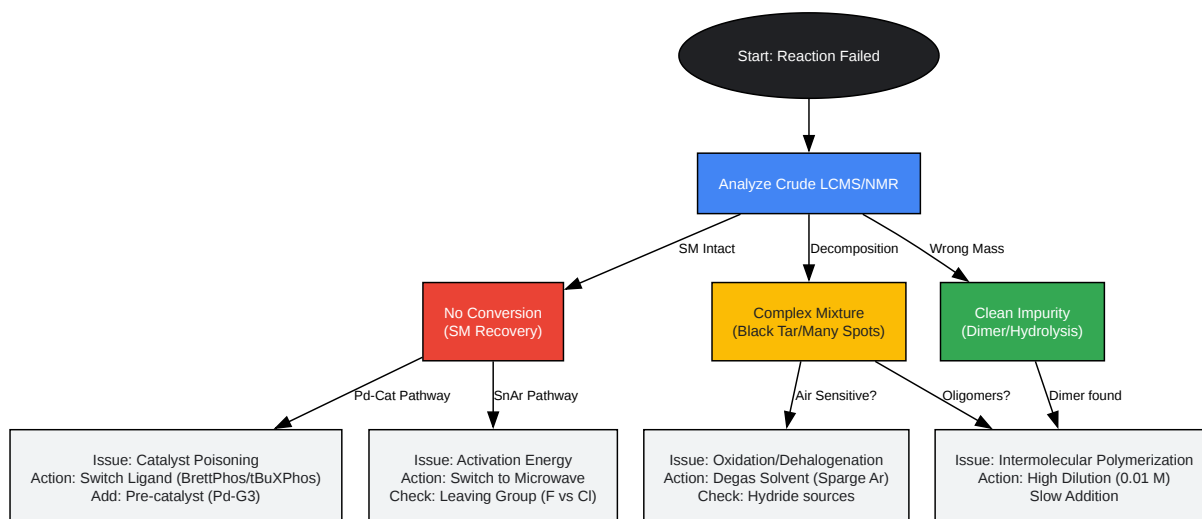 Start: Reaction Failed
Analyze Crude LCMS/NMR
SM Intact
Decomposition
Wrong Mass
No Conversion
(SM Recovery)
Complex Mixture
(Black Tar/Many Spots)
Clean Impurity
(Dimer/Hydrolysis)
Pd-Cat Pathway
SnAr Pathway
Air Sensitive?
Oligomers?
Dimer found
Issue: Catalyst Poisoning
Action: Switch Ligand (BrettPhos/tBuXPhos)
Add: Pre-catalyst (Pd-G3)
Issue: Activation Energy
Action: Switch to Microwave
Check: Leaving Group (F vs Cl)
Issue: Oxidation/Dehalogenation
Action: Degas Solvent (Sparge Ar)
Check: Hydride sources
Issue: Intermolecular Polymerization
Action: High Dilution (0.01 M)
Slow Addition